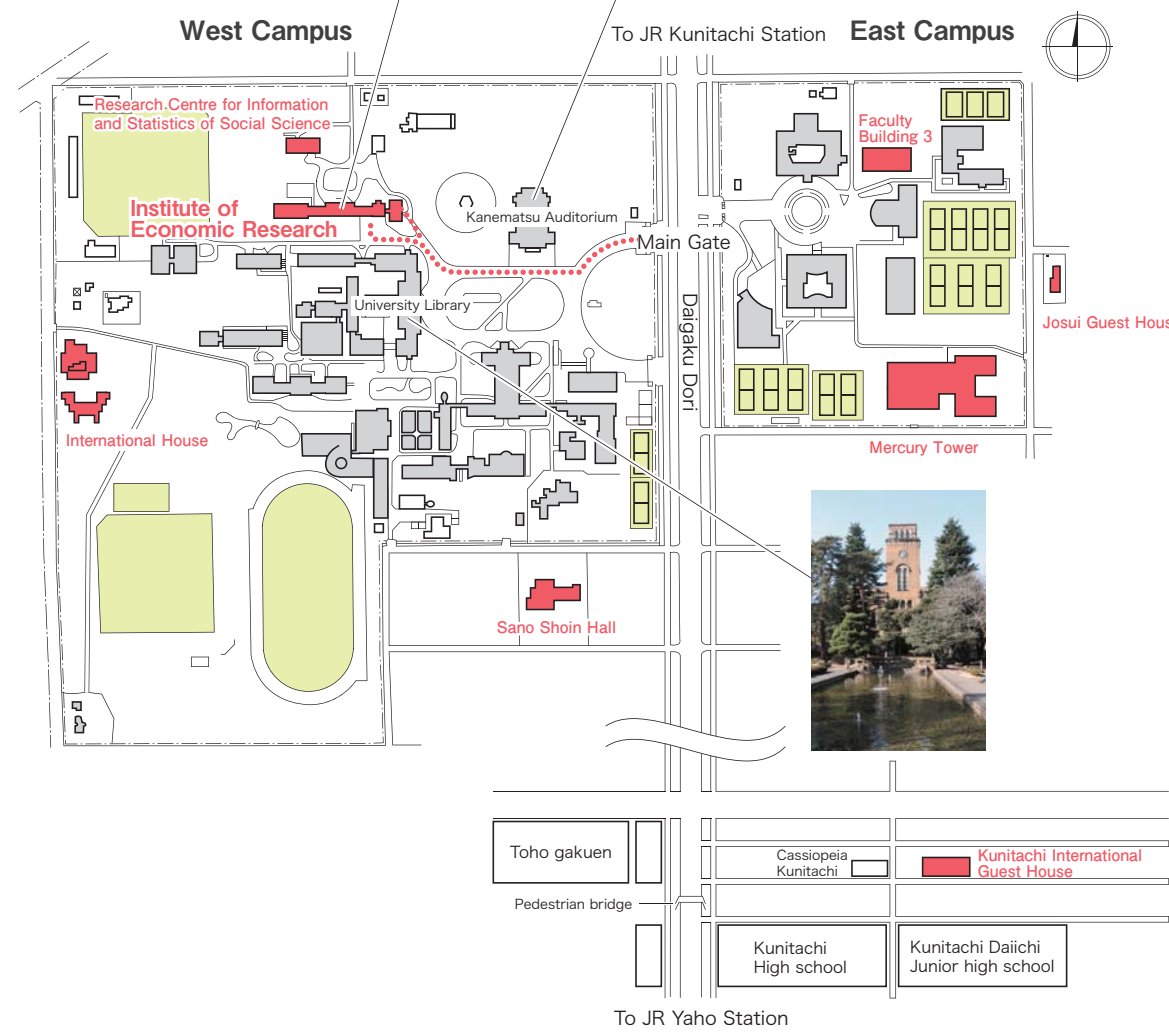 West Campus
To JR Kunitachi Station
East Campus
Research Centre for Information
and Statistics of Social Science
Faculty
Building 3
Institute of
Economic Research
Kanematsu Auditorium
Main Gate
University Library
Daigaku Dori
Josui Guest Hous
International House
Mercury Tower
Sano Shoin Hall
Toho gakuen
Cassiopeia
Kunitachi
Kunitachi International
Guest House
Pedestrian bridge
Kunitachi
High school
Kunitachi Daiichi
Junior high school
To JR Yaho Station